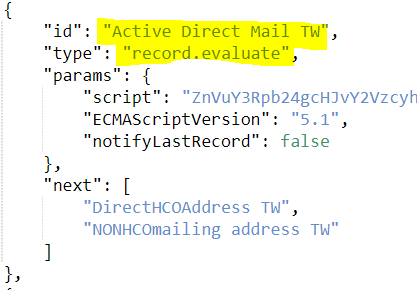 {
"id": "Active Direct Mail TW",
"type": "record.evaluate",
"params": {
"script": "ZnVuY3Rpb24gcHJvY2Vzcyh
"ECMAScriptVersion": "5.1",
"notifyLastRecord": false
},
"next": [
"DirectHCOAddress TW",
"NONHCOmailing address TW"
]
},
{